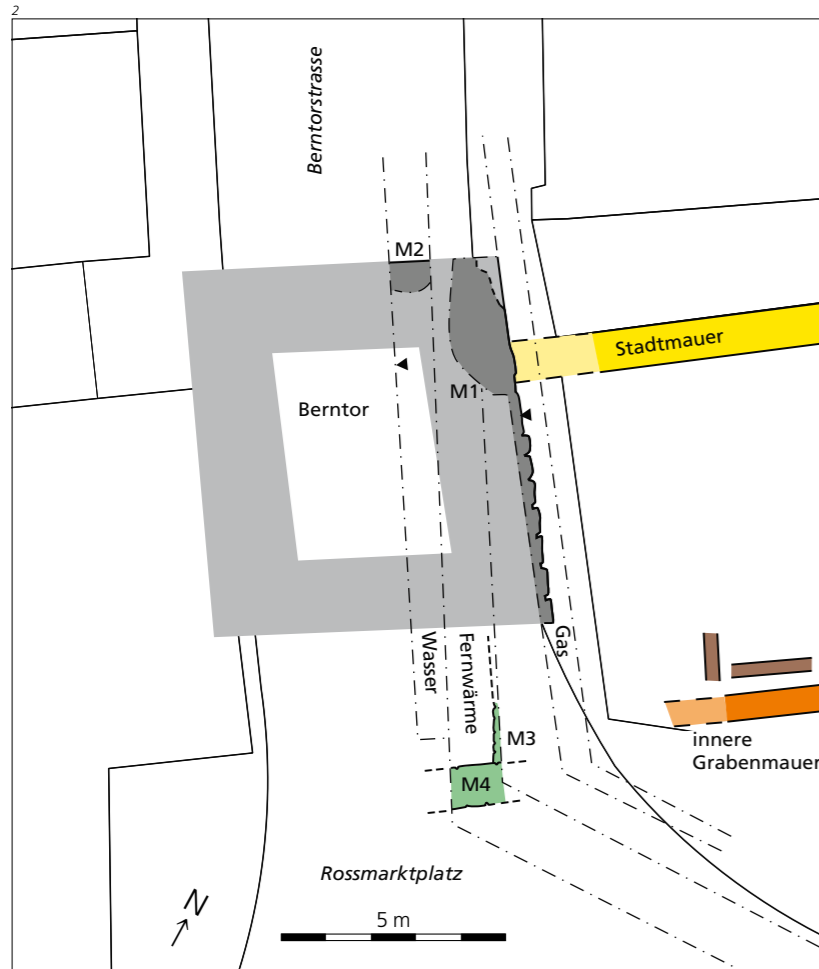 2
Berntorstrasse
M2
Stadtmauer
M1
Berntor
Gas
Wasser
Fernwärme
M3
innere
Grabenmauer
M4
Rossmarktplatz
N
5 m